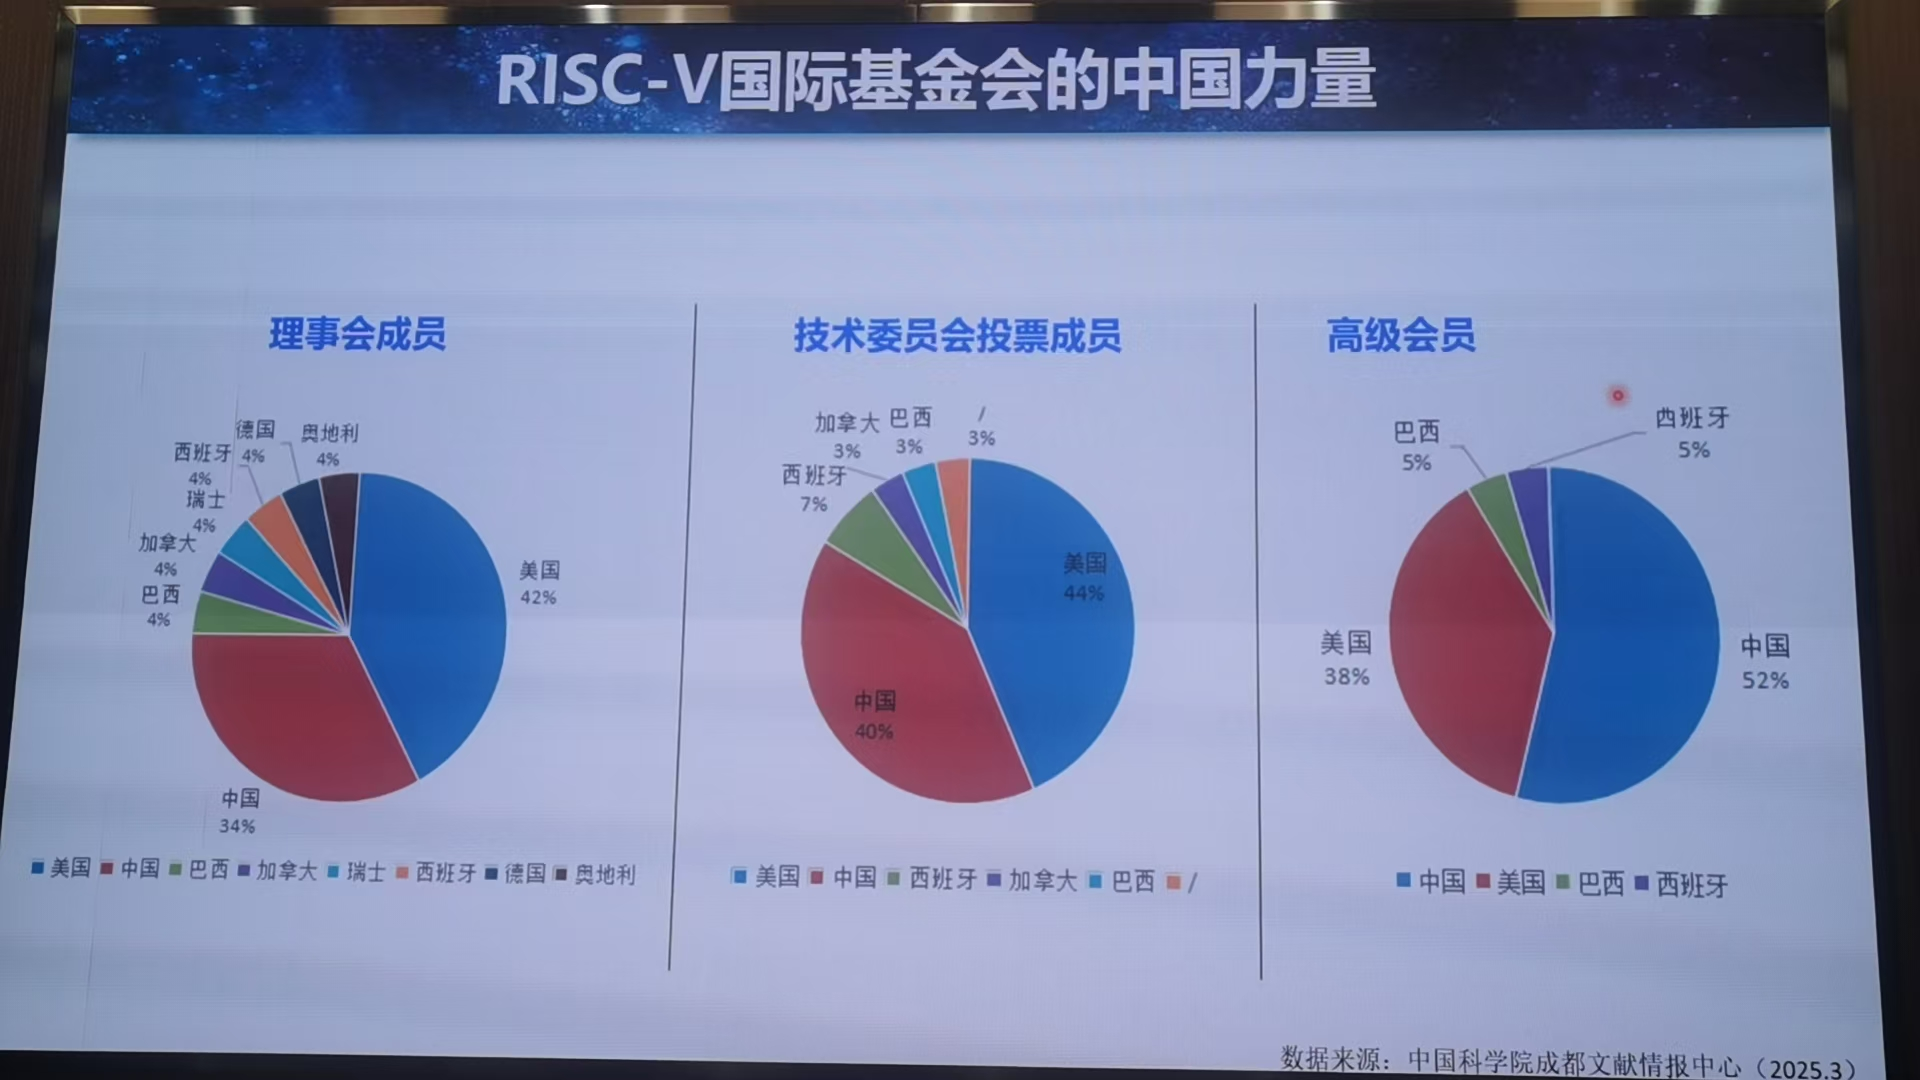 RISC-V国际基金会的中国力量
理事会成员
德国
4%
奥地利
4%
西班牙
4%
瑞士
4%
加拿大
4%
巴西
4%
美国
42%
中国
34%
美国 中国 巴西 加拿大 瑞士 西班牙 德国 奥地利
技术委员会投票成员
加拿大
3%
巴西
3%
/
3%
西班牙
7%
美国
44%
中国
40%
美国 中国 西班牙 加拿大 巴西 /
高级会员
巴西
5%
西班牙
5%
美国
38%
中国
52%
中国 美国 巴西 西班牙
数据来源：中国科学院成都文献情报中心（2025.3）